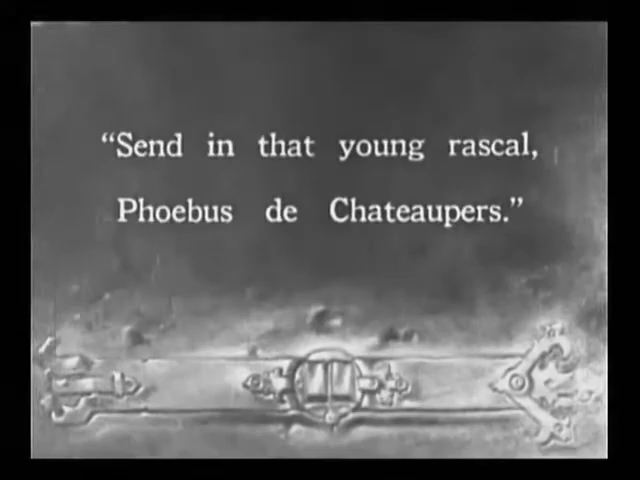 “Send in that young rascal,
Phoebus de Chateaupers.”